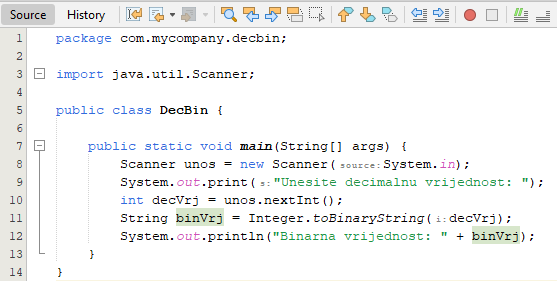 Source History
1 package com.mycompany.decbin;
2
3 import java.util.Scanner;
4
5 public class DecBin {
6
7 public static void main(String[] args) {
8 Scanner unos = new Scanner( source: System.in);
9 System.out.print( s: "Unesite decimalnu vrijednost: ");
10 int decVrj = unos.nextInt();
11 String binVrj = Integer.toBinaryString( i: decVrj);
12 System.out.println("Binarna vrijednost: " + binVrj);
13 }
14 }